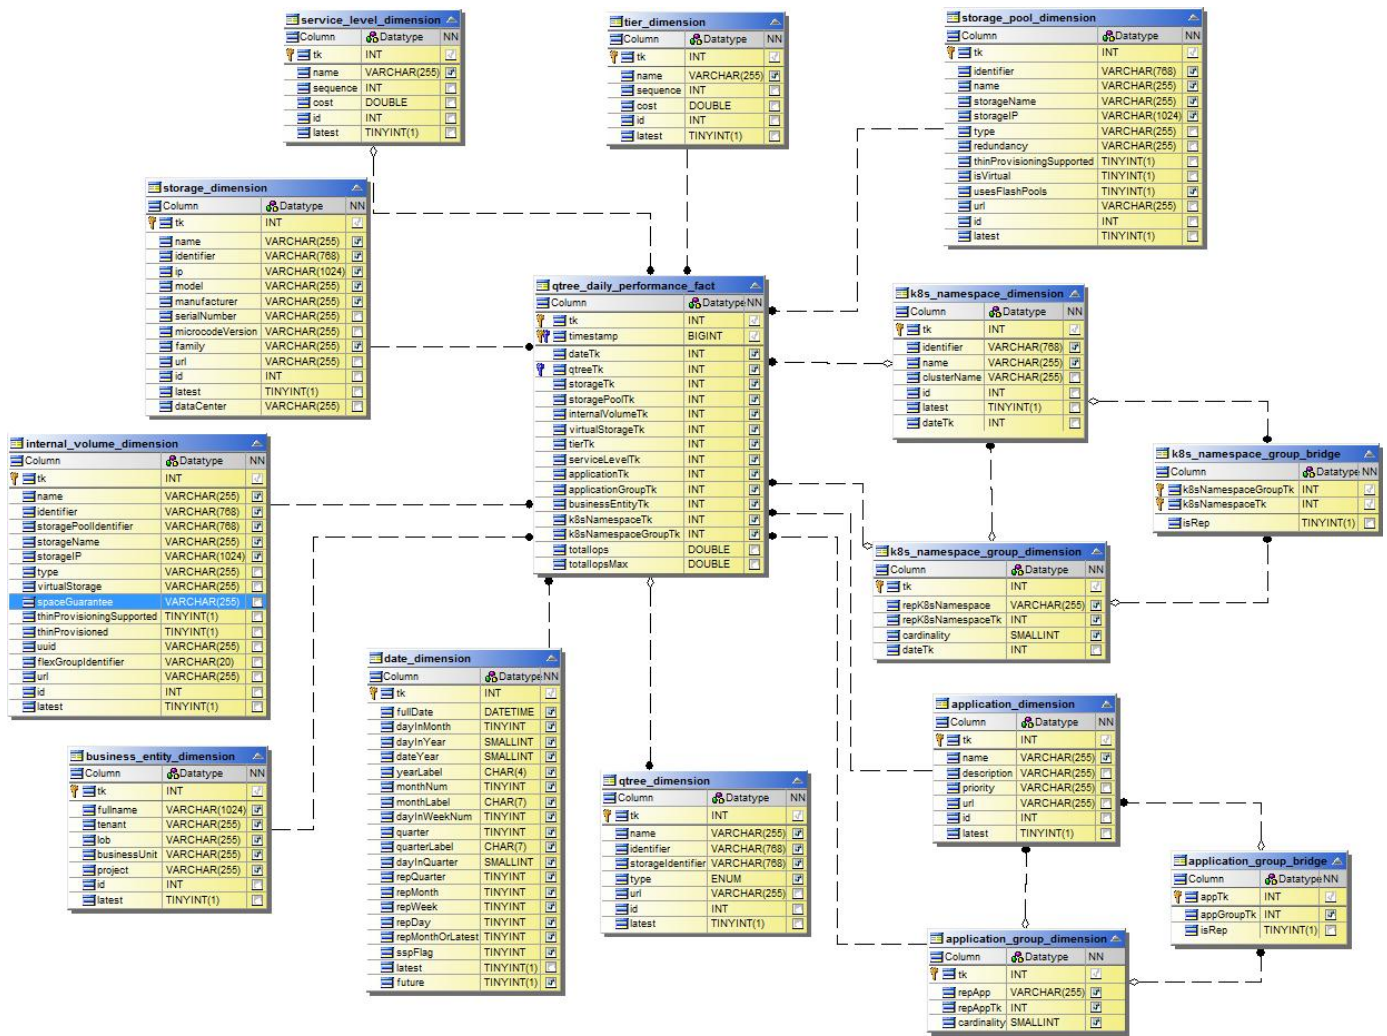 service_level_dimension
Column Datatype NN
tk INT
name VARCHAR(255)
sequence INT
cost DOUBLE
id INT
latest TINYINT(1)
tier_dimension
Column Datatype NN
tk INT
name VARCHAR(255)
sequence INT
cost DOUBLE
id INT
latest TINYINT(1)
storage_pool_dimension
Column Datatype NN
tk INT
identifier VARCHAR(768)
name VARCHAR(255)
storageName VARCHAR(255)
storageIP VARCHAR(1024)
type VARCHAR(255)
redundancy VARCHAR(255)
thinProvisioningSupported TINYINT(1)
isVirtual TINYINT(1)
usesFlashPools TINYINT(1)
url VARCHAR(255)
id INT
latest TINYINT(1)
storage_dimension
Column Datatype NN
tk INT
name VARCHAR(255)
identifier VARCHAR(768)
ip VARCHAR(1024)
model VARCHAR(255)
manufacturer VARCHAR(255)
serialNumber VARCHAR(255)
microcodeVersion VARCHAR(255)
family VARCHAR(255)
url VARCHAR(255)
id INT
latest TINYINT(1)
dataCenter VARCHAR(255)
qtree_daily_performance_fact
Column Datatype NN
tk INT
timestamp BIGINT
dateTk INT
qtreeTk INT
storageTk INT
storagePoolTk INT
internalVolumeTk INT
virtualStorageTk INT
tierTk INT
serviceLevelTk INT
applicationTk INT
applicationGroupTk INT
businessEntityTk INT
k8sNamespaceTk INT
k8sNamespaceGroupTk INT
totalIops DOUBLE
totalIopsMax DOUBLE
k8s_namespace_dimension
Column Datatype NN
tk INT
identifier VARCHAR(768)
name VARCHAR(255)
clusterName VARCHAR(255)
id INT
latest TINYINT(1)
dateTk INT
k8s_namespace_group_bridge
Column Datatype NN
k8sNamespaceGroupTk INT
k8sNamespaceTk INT
isRep TINYINT(1)
internal_volume_dimension
Column Datatype NN
tk INT
name VARCHAR(255)
identifier VARCHAR(768)
storagePoolIdentifier VARCHAR(768)
storageName VARCHAR(255)
storageIP VARCHAR(1024)
type VARCHAR(255)
virtualStorage VARCHAR(255)
spaceGuarantee VARCHAR(255)
thinProvisioningSupported TINYINT(1)
thinProvisioned TINYINT(1)
uuid VARCHAR(255)
flexGroupIdentifier VARCHAR(20)
url VARCHAR(255)
id INT
latest TINYINT(1)
k8s_namespace_group_dimension
Column Datatype NN
tk INT
repK8sNamespace VARCHAR(255)
repK8sNamespaceTk INT
cardinality SMALLINT
dateTk INT
date_dimension
Column Datatype NN
tk INT
fullDate DATETIME
dayInMonth TINYINT
dayInYear SMALLINT
dateYear SMALLINT
yearLabel CHAR(4)
monthNum TINYINT
monthLabel CHAR(7)
dayInWeekNum TINYINT
quarter TINYINT
quarterLabel CHAR(7)
dayInQuarter SMALLINT
repQuarter TINYINT
repMonth TINYINT
repWeek TINYINT
repDay TINYINT
repMonthOrLatest TINYINT
sspFlag TINYINT
latest TINYINT(1)
future TINYINT(1)
business_entity_dimension
Column Datatype NN
tk INT
fullname VARCHAR(1024)
tenant VARCHAR(255)
lob VARCHAR(255)
businessUnit VARCHAR(255)
project VARCHAR(255)
id INT
latest TINYINT(1)
qtree_dimension
Column Datatype NN
tk INT
name VARCHAR(255)
identifier VARCHAR(768)
storageIdentifier VARCHAR(768)
type ENUM
url VARCHAR(255)
id INT
latest TINYINT(1)
application_dimension
Column Datatype NN
tk INT
name VARCHAR(255)
description VARCHAR(255)
priority VARCHAR(255)
url VARCHAR(255)
id INT
latest TINYINT(1)
application_group_bridge
Column Datatype NN
appTk INT
appGroupTk INT
isRep TINYINT(1)
application_group_dimension
Column Datatype NN
tk INT
repApp VARCHAR(255)
repAppTk INT
cardinality SMALLINT